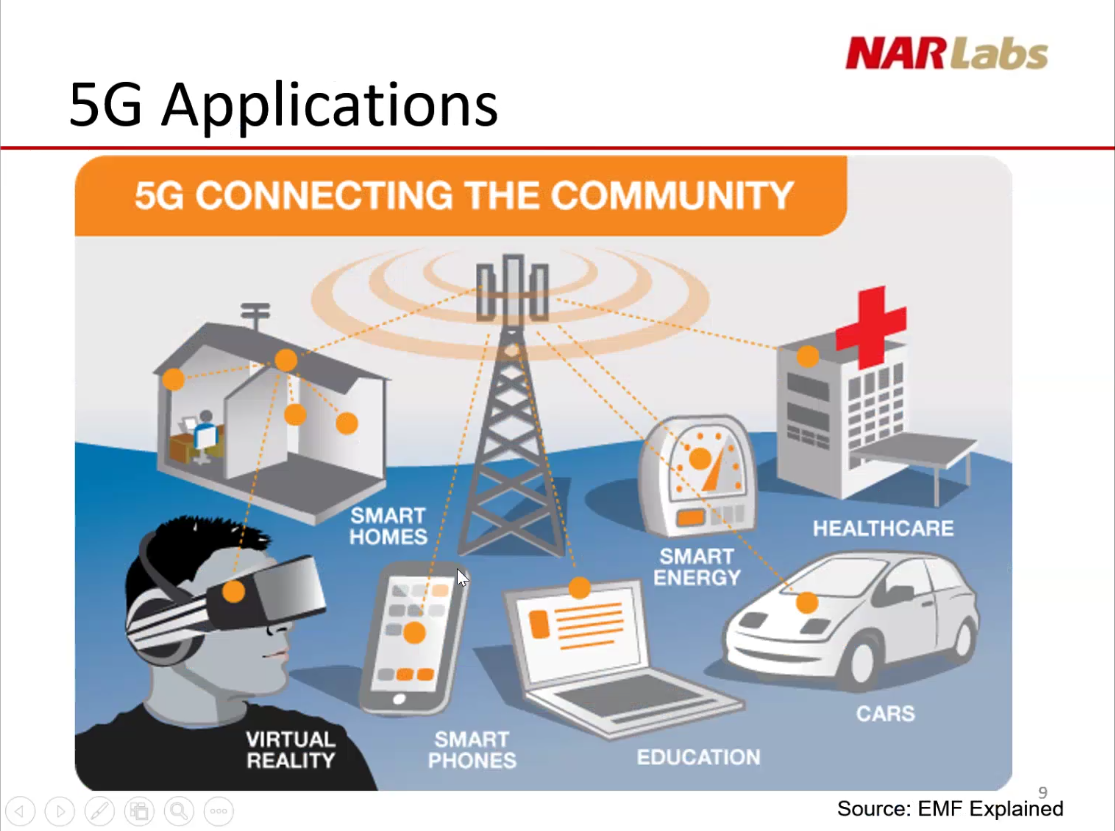 NARLabs
5G Applications
5G CONNECTING THE COMMUNITY
SMART
HOMES
HEALTHCARE
SMART
ENERGY
CARS
VIRTUAL
REALITY
SMART
PHONES
EDUCATION
9
Source: EMF Explained